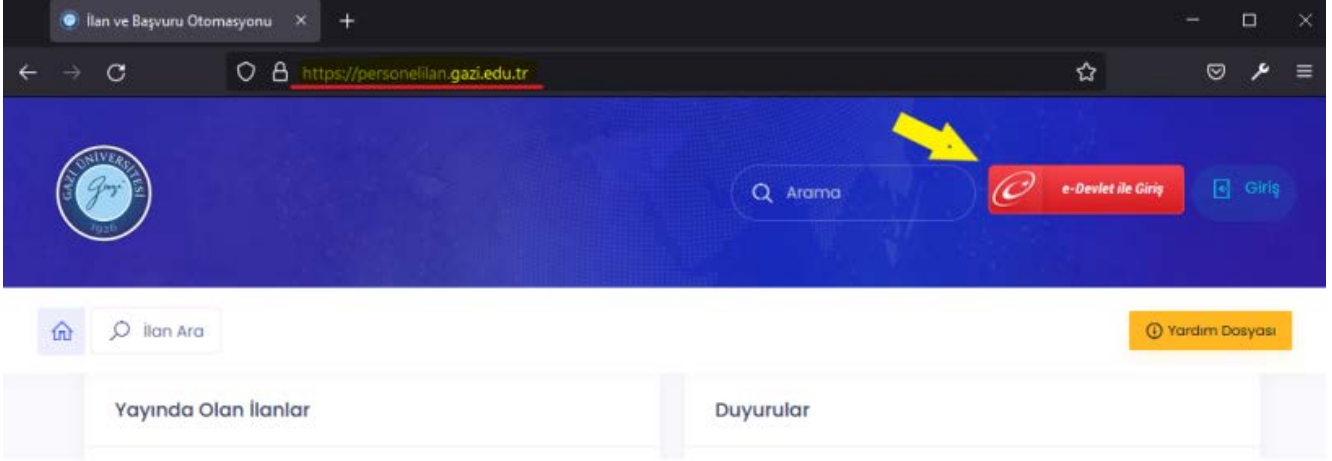 İlan ve Başvuru Otomasyonu
https://personelilan.gazi.edu.tr
GAZİ ÜNİVERSİTESİ
Gazi
1926
Arama
e-Devlet ile Giriş
Giriş
İlan Ara
Yardım Dosyası
Yayında Olan İlanlar
Duyurular